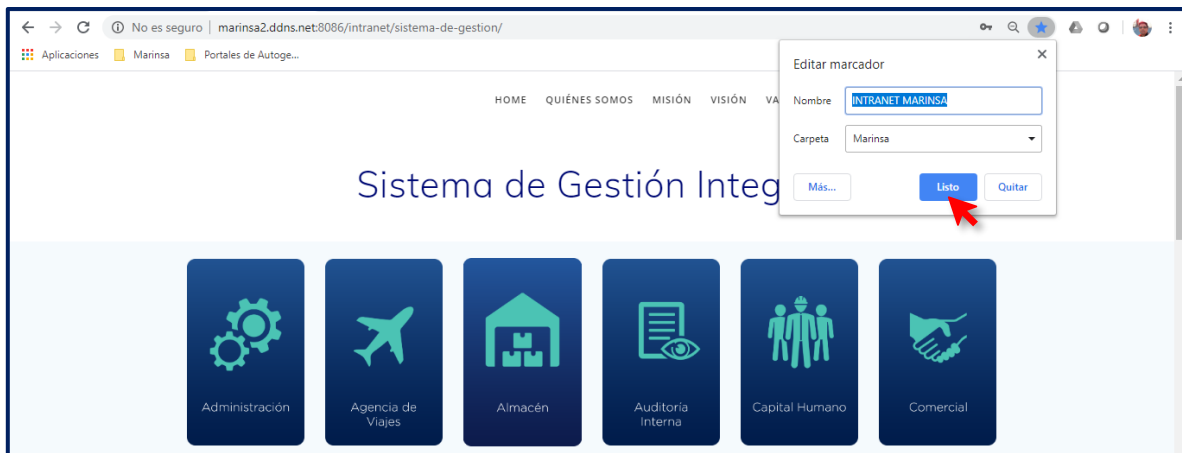 No es seguro | marinsa2.ddns.net:8086/intranet/sistema-de-gestion/
Aplicaciones Marinsa Portales de Autoge...
Editar marcador
HOME QUIÉNES SOMOS MISIÓN VISIÓN VA
Nombre INTRANET MARINSA
Carpeta Marinsa
Sistema de Gestión Integ
Más... Listo Quitar
Administración
Agencia de
Viajes
Almacén
Auditoría
Interna
Capital Humano
Comercial